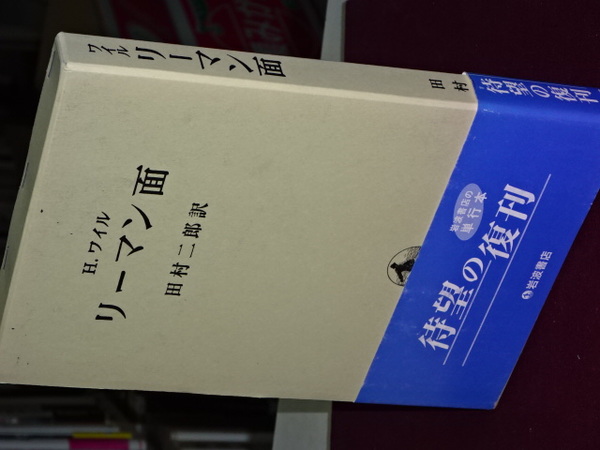 ワイル
リーマン面
田村
待望の復刊
H. ワイル
リーマン面
田村二郎訳
岩波書店の
単行本
待望の復刊
岩波書店